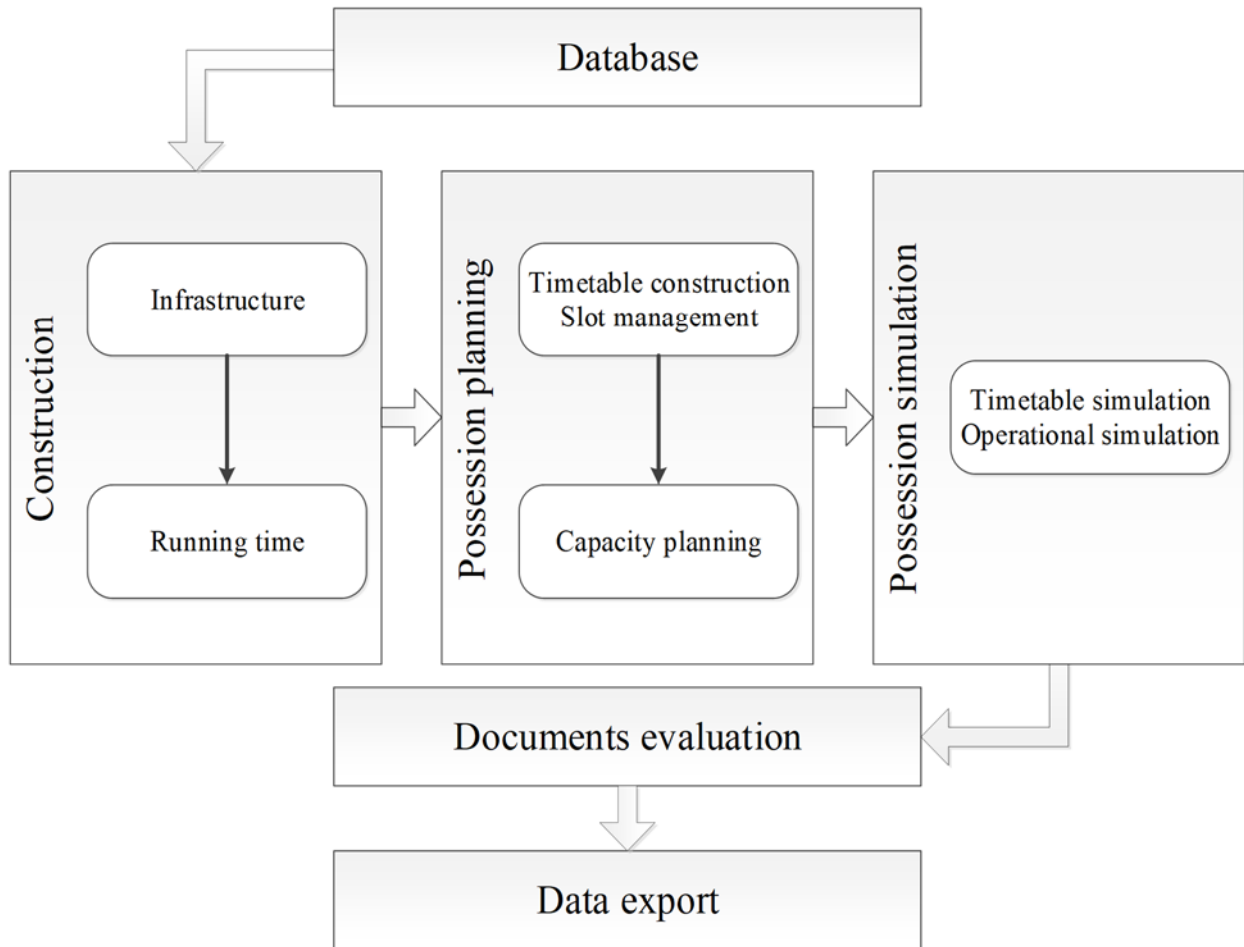 Database
Construction
Infrastructure
Running time
Possession planning
Timetable construction
Slot management
Capacity planning
Possession simulation
Timetable simulation
Operational simulation
Documents evaluation
Data export